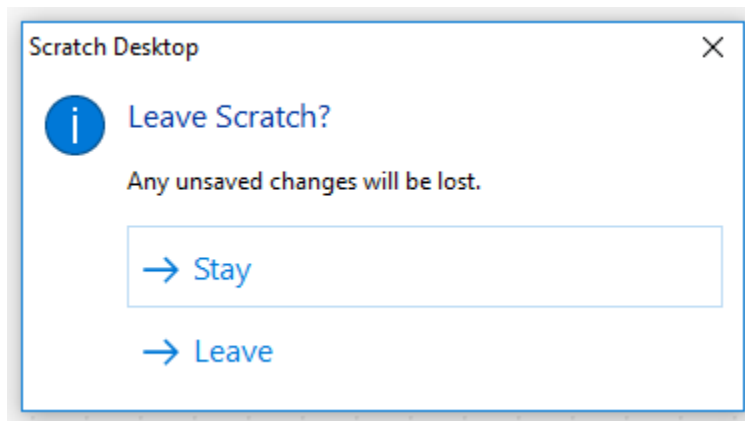 Scratch Desktop
Leave Scratch?
Any unsaved changes will be lost.
Stay
Leave